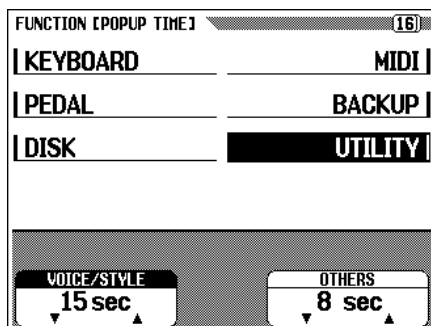 FUNCTION [POPUP TIME] 16
KEYBOARD MIDI
PEDAL BACKUP
DISK UTILITY
VOICE/STYLE OTHERS
15 sec 8 sec